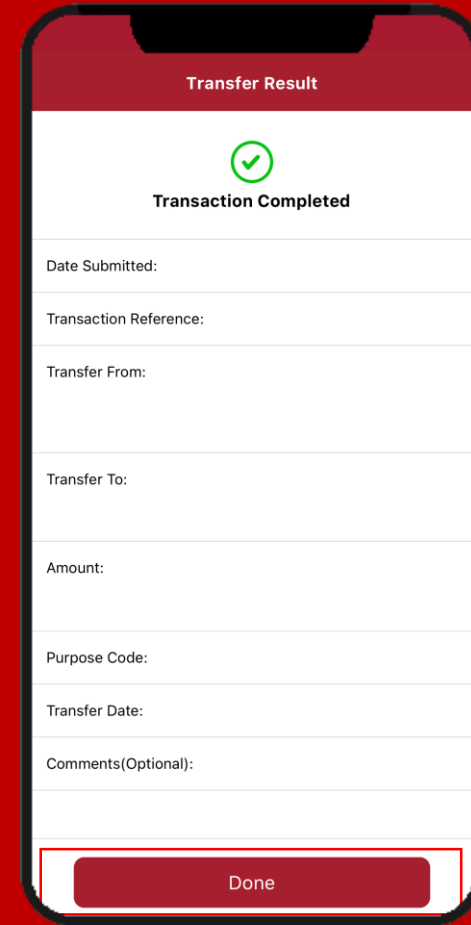 Transfer Result
Transaction Completed
Date Submitted:
Transaction Reference:
Transfer From:
Transfer To:
Amount:
Purpose Code:
Transfer Date:
Comments(Optional):
Done